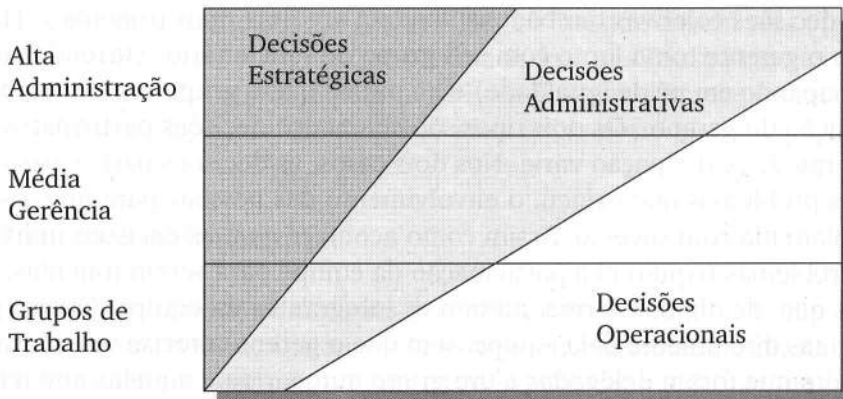 Alta
Administração
Decisões
Estratégicas
Decisões
Administrativas
Média
Gerência
Grupos de
Trabalho
Decisões
Operacionais